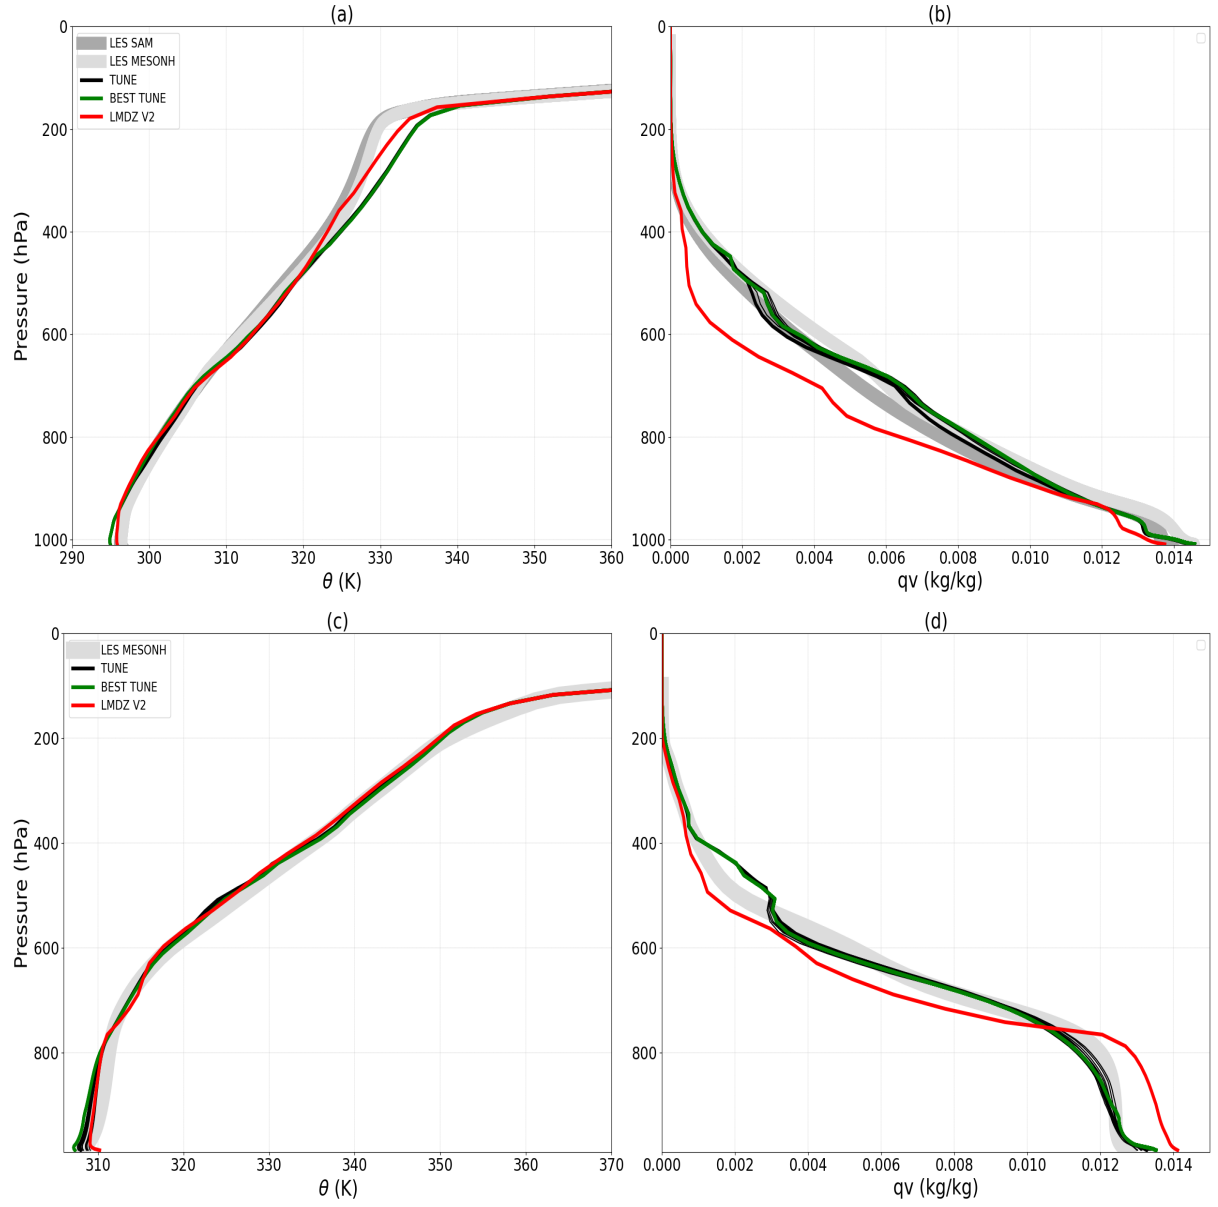 (a)
0
200
400
600
800
1000
Pressure (hPa)
LES SAM
LES MESONH
TUNE
BEST TUNE
LMDZ V2
290 300 310 320 330 340 350 360
θ (K)
(b)
0
200
400
600
800
1000
0.000 0.002 0.004 0.006 0.008 0.010 0.012 0.014
qv (kg/kg)
(c)
0
200
400
600
800
Pressure (hPa)
LES MESONH
TUNE
BEST TUNE
LMDZ V2
310 320 330 340 350 360 370
θ (K)
(d)
0
200
400
600
800
0.000 0.002 0.004 0.006 0.008 0.010 0.012 0.014
qv (kg/kg)